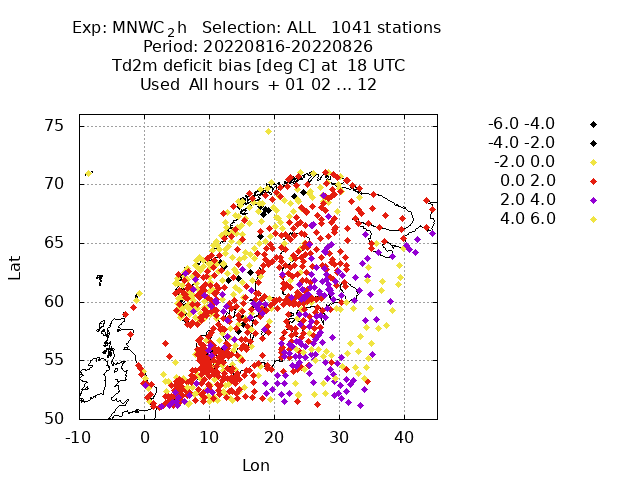 Exp: MNWC2h Selection: ALL 1041 stations
Period: 20220816-20220826
Td2m deficit bias [deg C] at 18 UTC
Used All hours + 01 02 ... 12
-6.0 -4.0
-4.0 -2.0
-2.0 0.0
0.0 2.0
2.0 4.0
4.0 6.0
75
70
65
60
55
50
Lat
-10 0 10 20 30 40
Lon